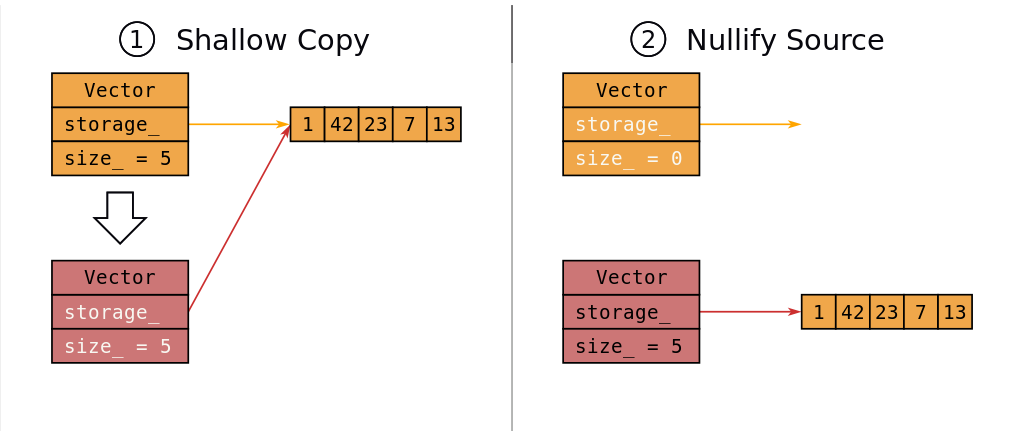 1 Shallow Copy
Vector
storage_
size_ = 5
1 42 23 7 13
Vector
storage_
size_ = 5
2 Nullify Source
Vector
storage_
size_ = 0
Vector
storage_
size_ = 5
1 42 23 7 13